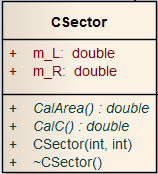 CSector
+ m_L: double
+ m_R: double
+ CalArea() : double
+ CalC() : double
+ CSector(int, int)
+ ~CSector()